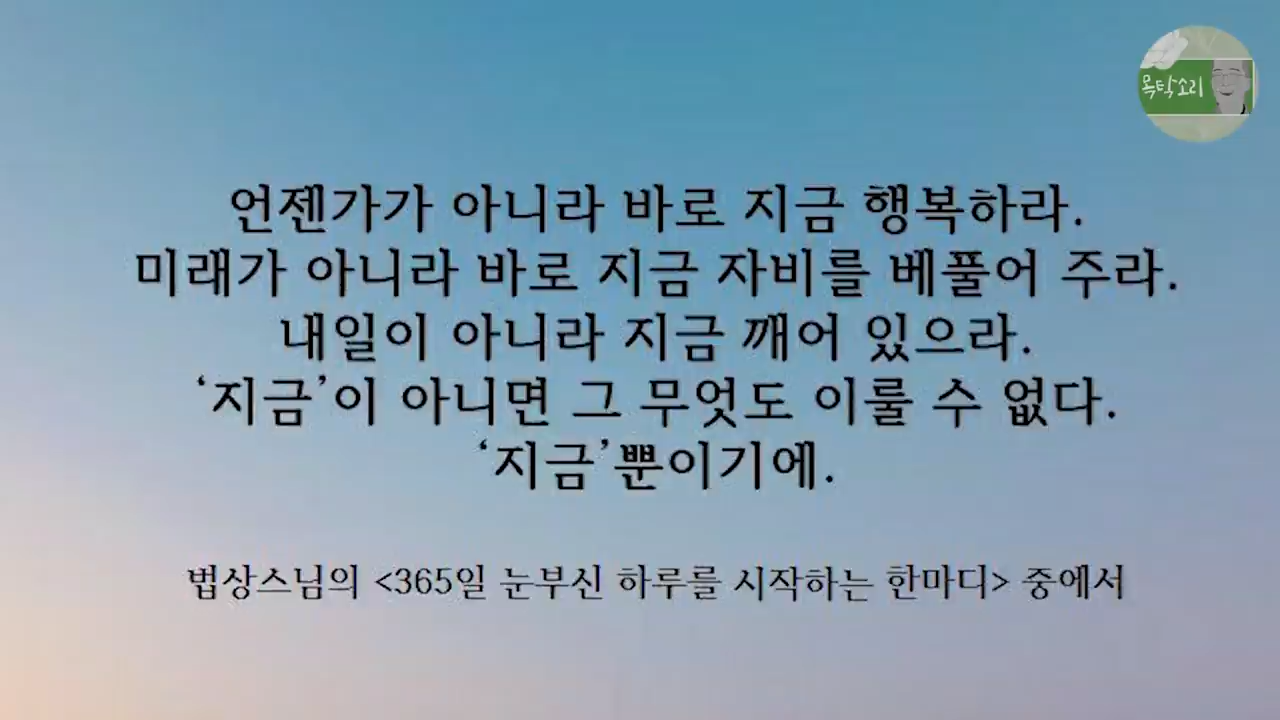 목탁소리
언젠가가 아니라 바로 지금 행복하라.
미래가 아니라 바로 지금 자비를 베풀어 주라.
내일이 아니라 지금 깨어 있으라.
‘지금’이 아니면 그 무엇도 이룰 수 없다.
‘지금’뿐이기에.
법상스님의 <365일 눈부신 하루를 시작하는 한마디> 중에서